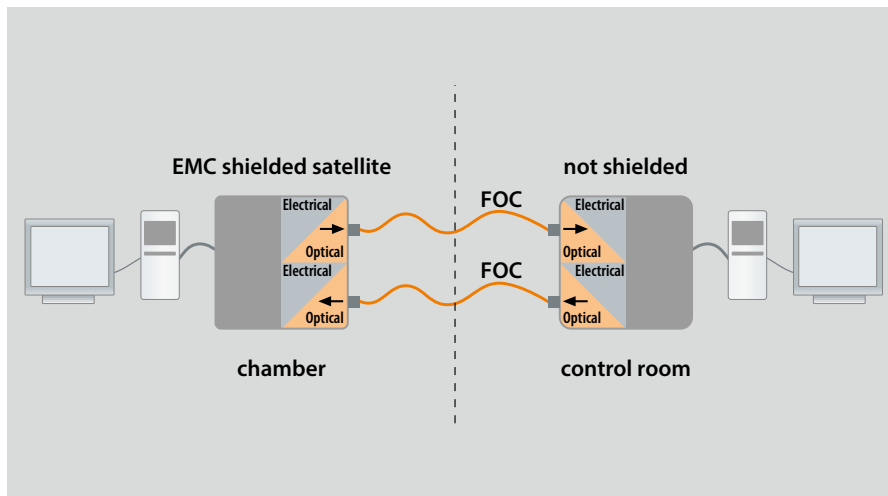 EMC shielded satellite
not shielded
FOC
Electrical
Optical
Electrical
Optical
FOC
Electrical
Optical
Electrical
Optical
chamber
control room